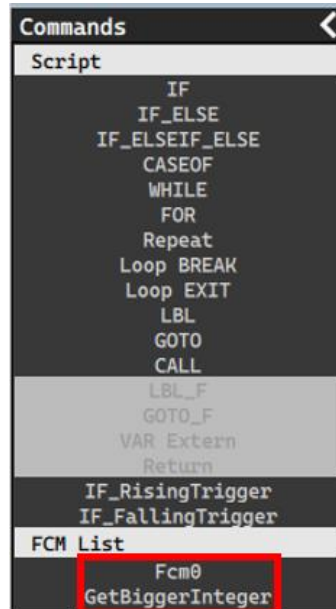 Commands
Script
IF
IF_ELSE
IF_ELSEIF_ELSE
CASEOF
WHILE
FOR
Repeat
Loop BREAK
Loop EXIT
LBL
GOTO
CALL
LBL_F
GOTO_F
VAR Extern
Return
IF_RisingTrigger
IF_FallingTrigger
FCM List
Fcm0
GetBiggerInteger